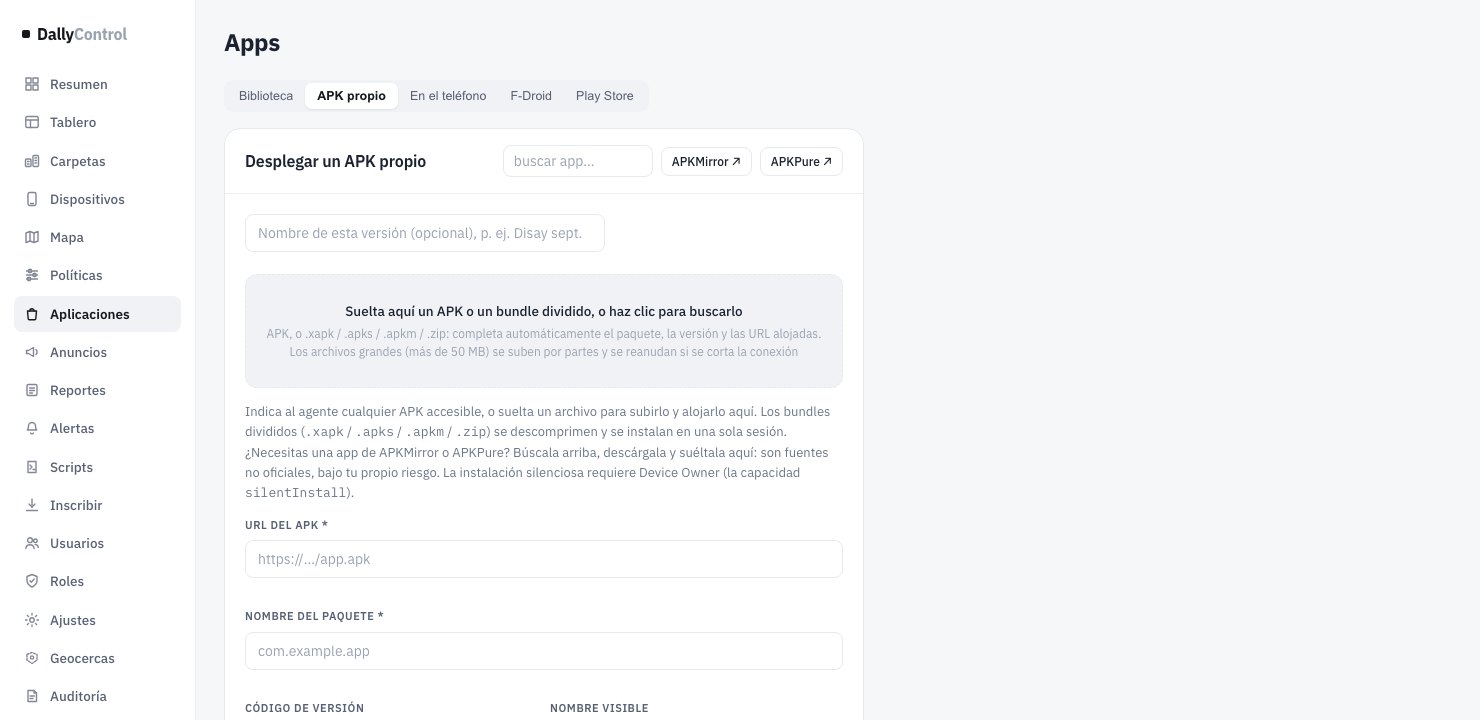 DallyControl
Resumen
Tablero
Carpetas
Dispositivos
Mapa
Políticas
Aplicaciones
Anuncios
Reportes
Alertas
Scripts
Inscribir
Usuarios
Roles
Ajustes
Geocercas
Auditoría
Apps
Biblioteca APK propio En el teléfono F-Droid Play Store
Desplegar un APK propio buscar app... APKMirror ↗ APKPure ↗
Nombre de esta versión (opcional), p. ej. Disay sept.
Suelta aquí un APK o un bundle dividido, o haz clic para buscarlo
APK, o .xapk / .apks / .apkm / .zip: completa automáticamente el paquete, la versión y las URL alojadas.
Los archivos grandes (más de 50 MB) se suben por partes y se reanudan si se corta la conexión
Indica al agente cualquier APK accesible, o suelta un archivo para subirlo y alojarlo aquí. Los bundles
divididos (.xapk / .apks / .apkm / .zip) se descomprimen y se instalan en una sola sesión.
¿Necesitas una app de APKMirror o APKPure? Búscala arriba, descárgala y suéltala aquí: son fuentes
no oficiales, bajo tu propio riesgo. La instalación silenciosa requiere Device Owner (la capacidad
silentInstall).
URL DEL APK *
https://.../app.apk
NOMBRE DEL PAQUETE *
com.example.app
CÓDIGO DE VERSIÓN NOMBRE VISIBLE